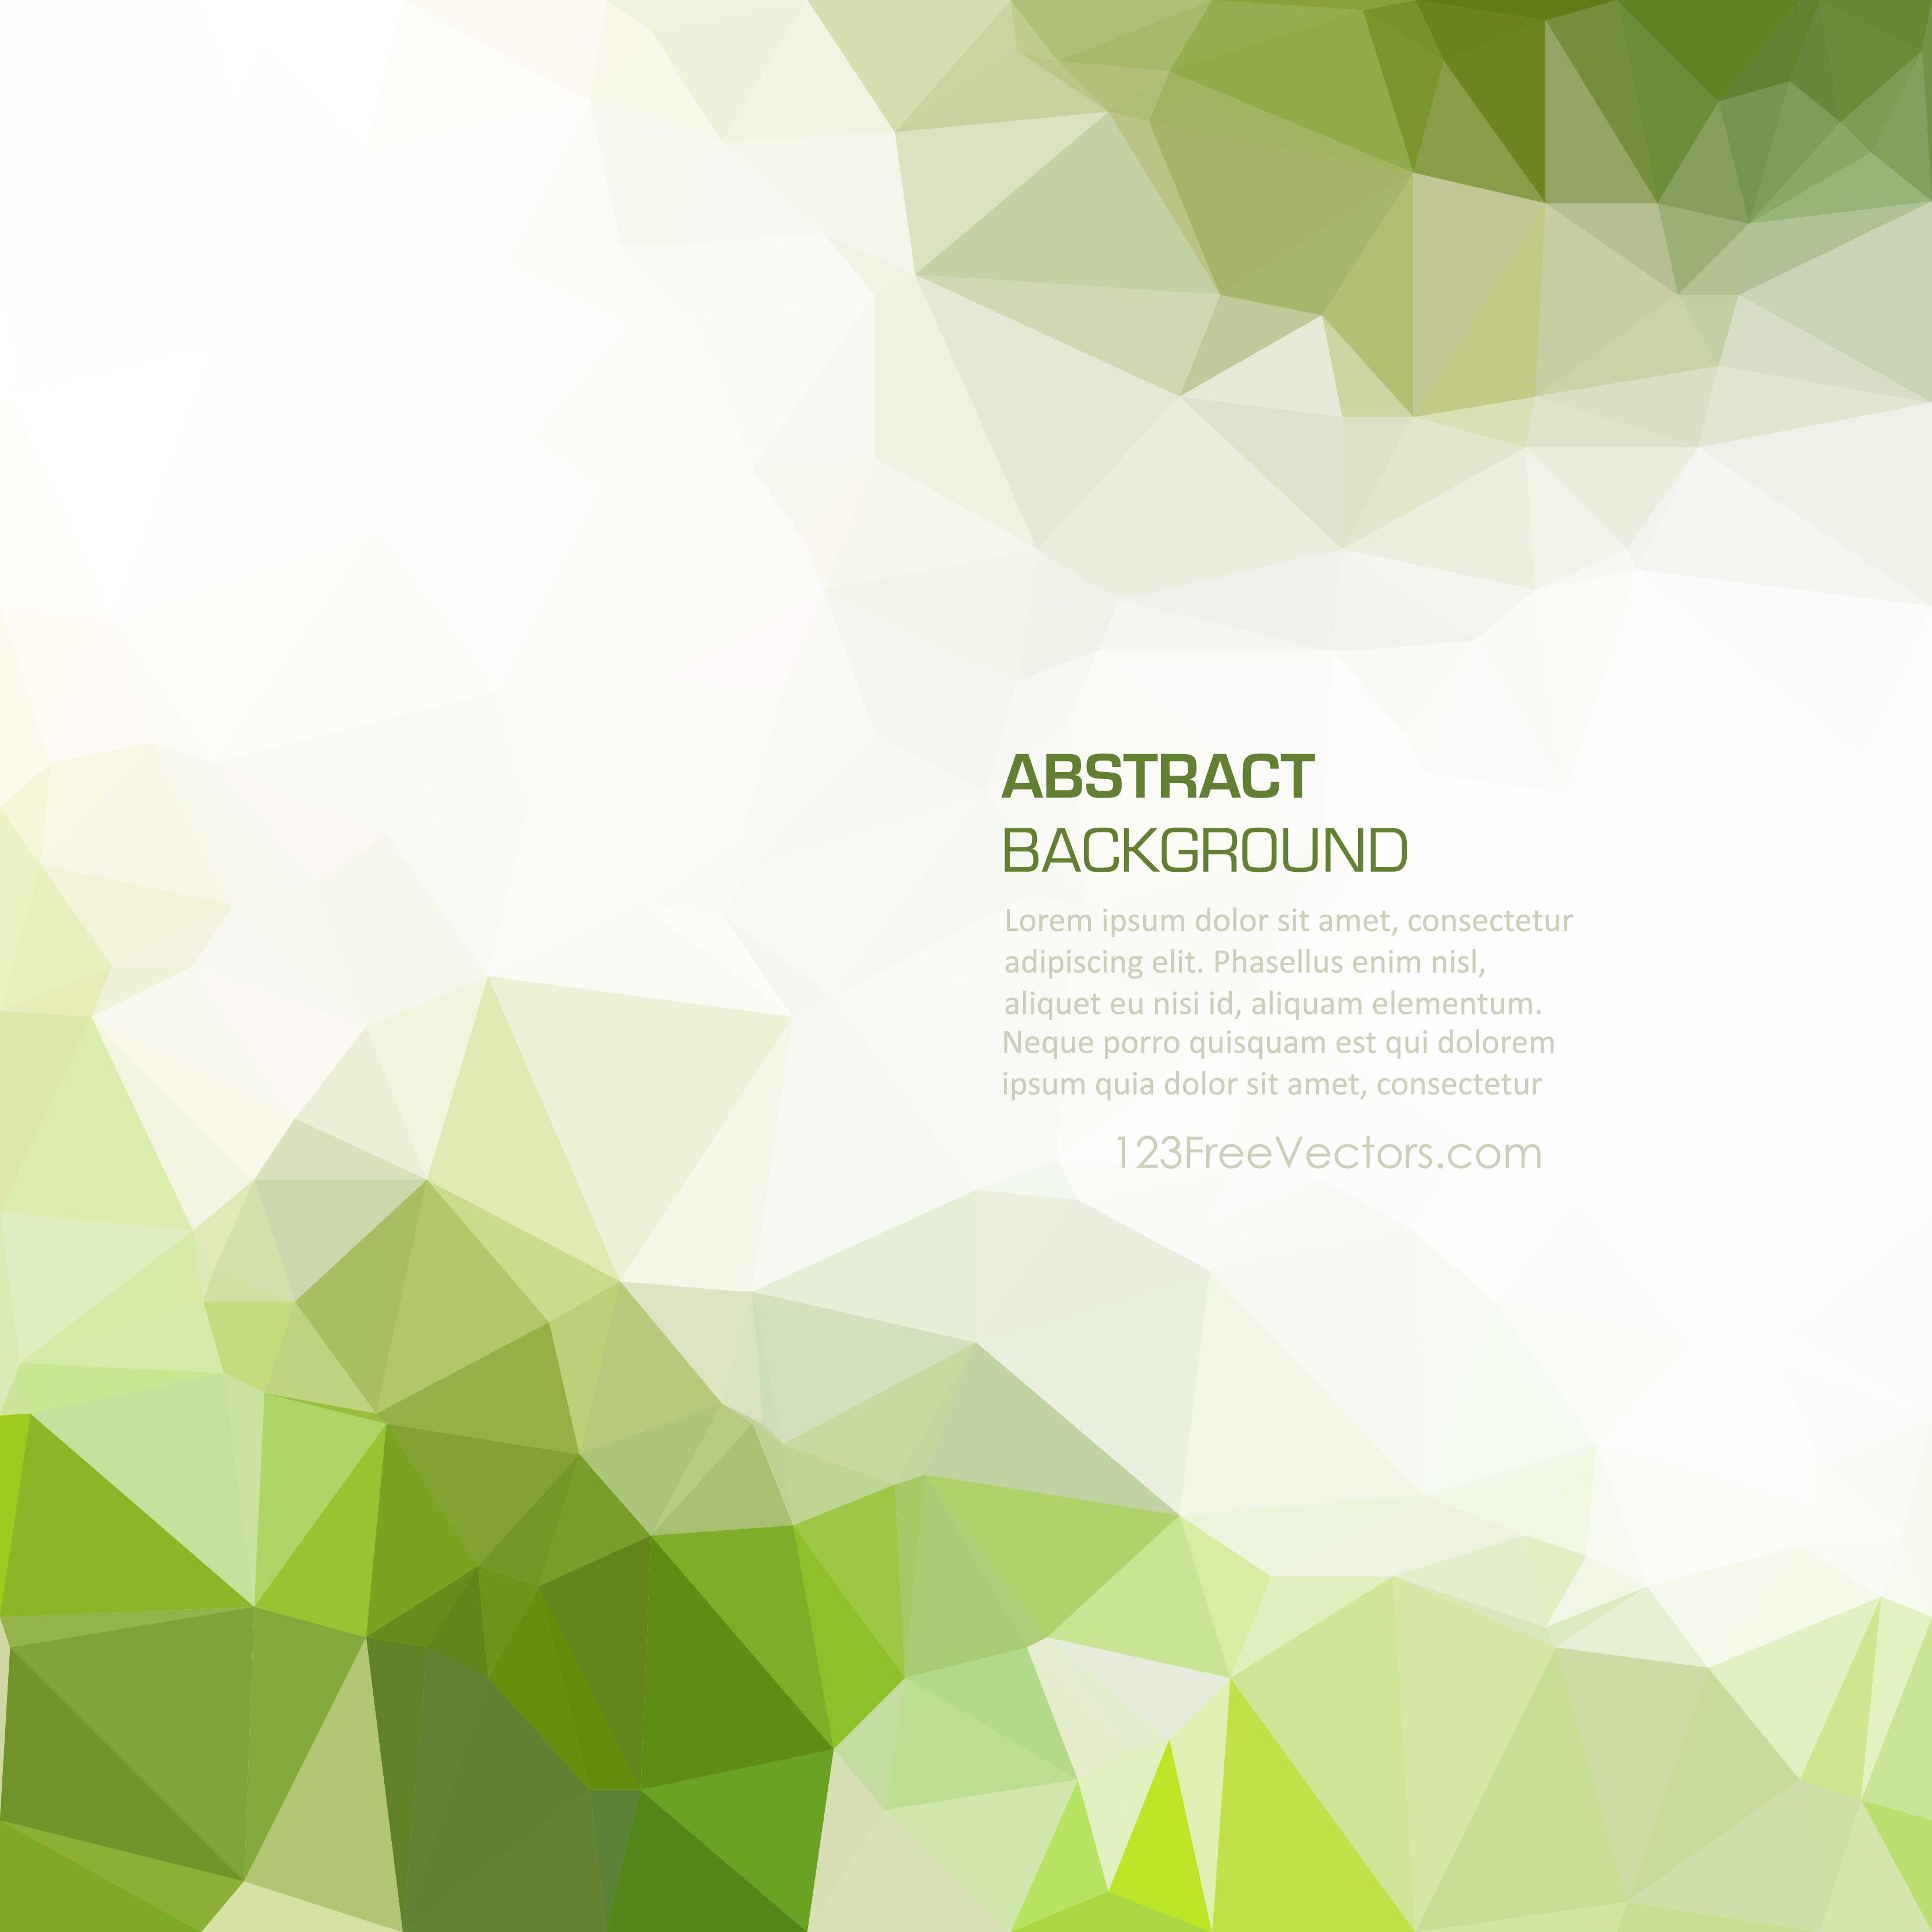 ABSTRACT
BACKGROUND
Lorem ipsum dolor sit amet, consectetur
adipiscing elit. Phasellus enim nisl,
aliquet eu nisi id, aliquam elementum.
Neque porro quisquam est qui dolorem
ipsum quia dolor sit amet, consectetur
123FreeVectors.com